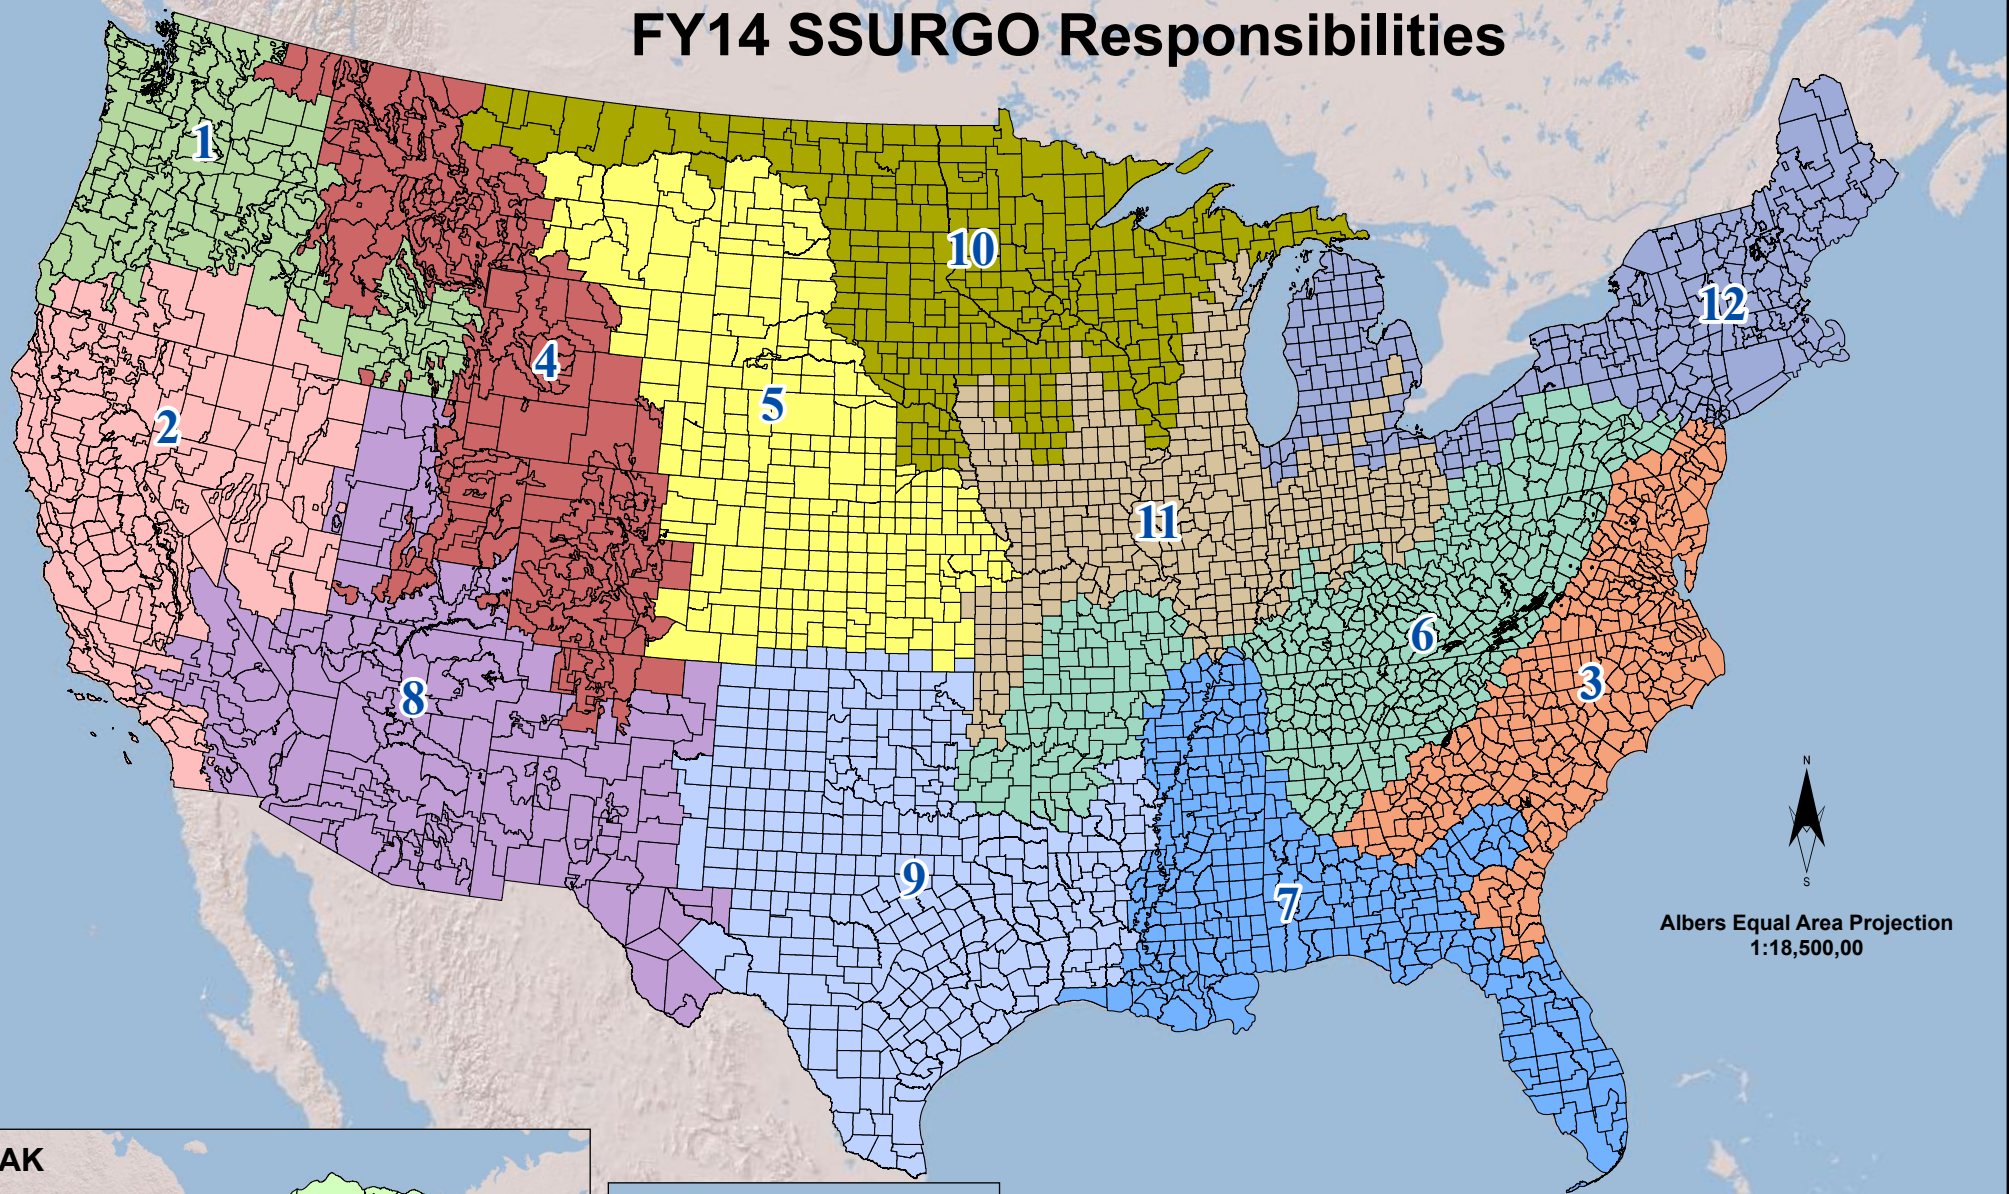 FY14 SSURGO Responsibilities
1
10
12
4
2
5
11
6
3
8
9
7
N
S
Albers Equal Area Projection
1:18,500,00
AK